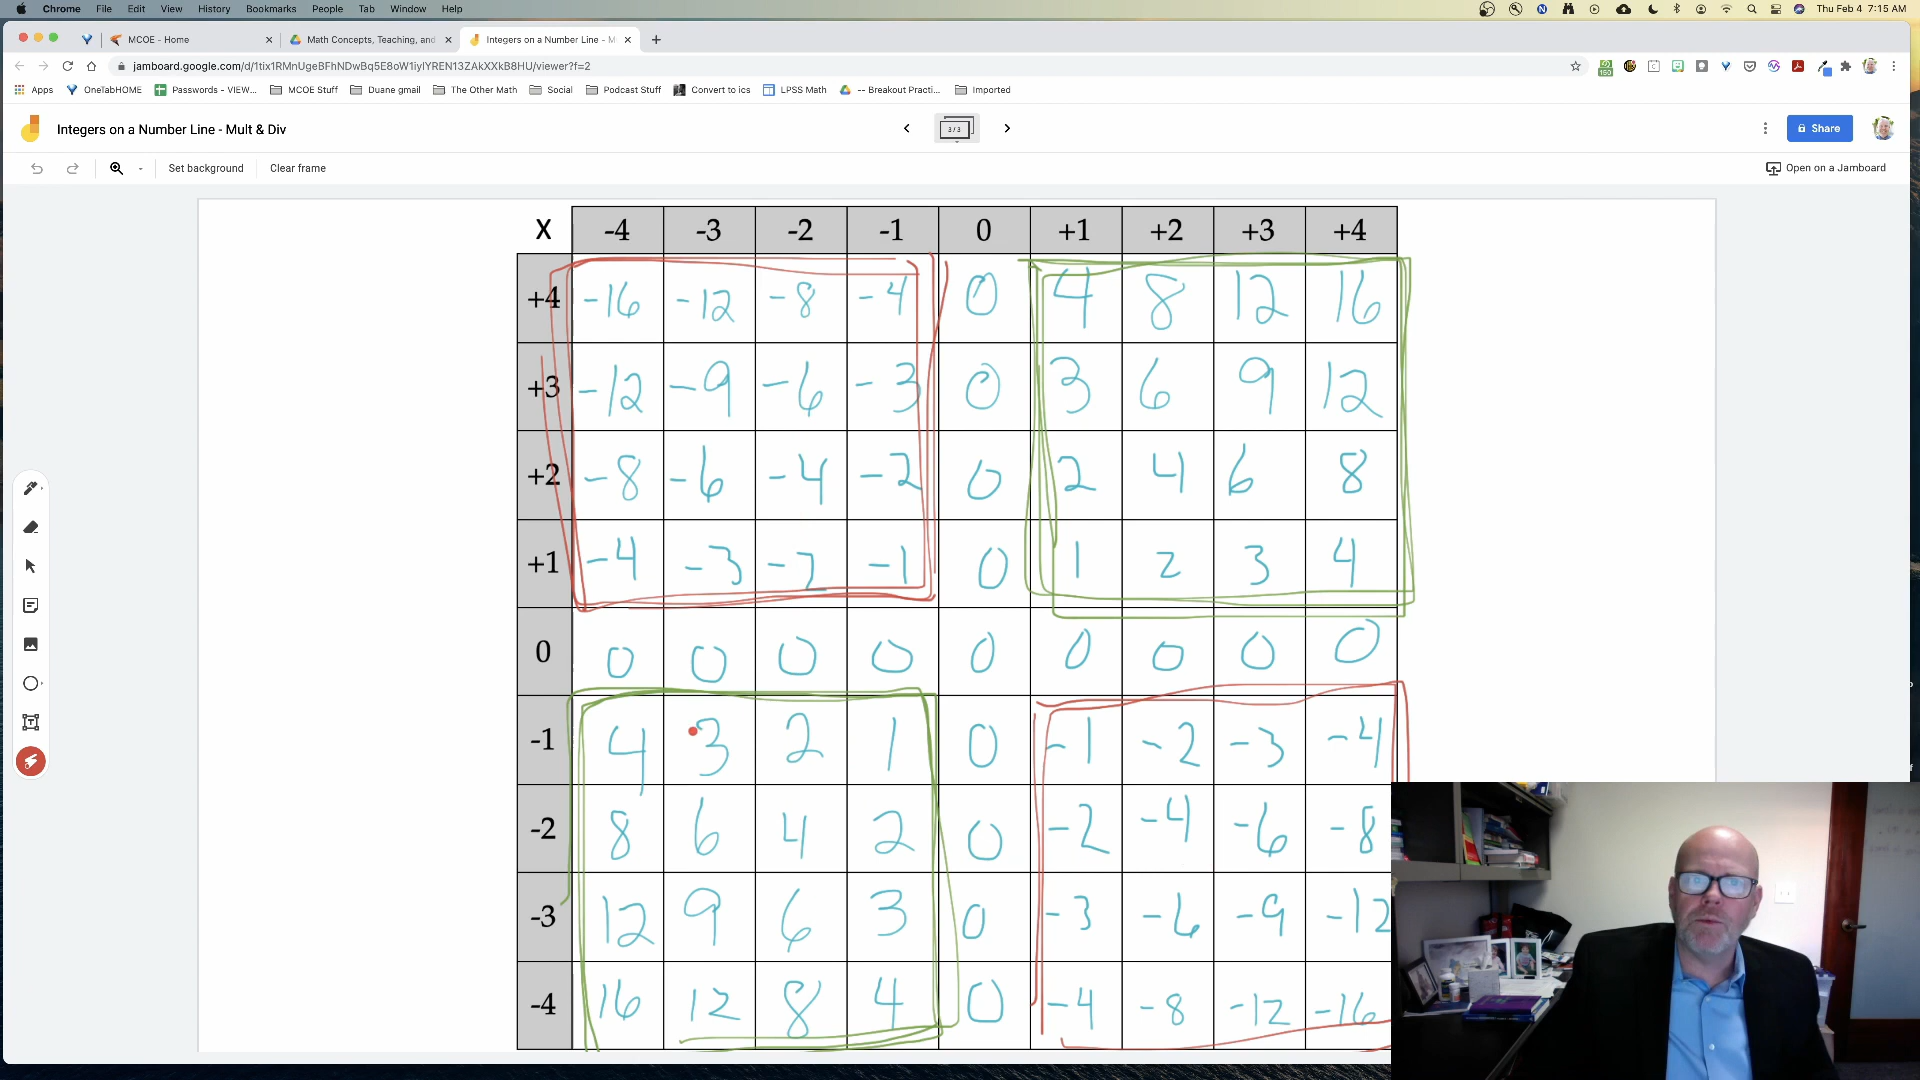 Chrome File Edit View History Bookmarks People Tab Window Help Thu Feb 4 7:15 AM
MCOE - Home Math Concepts, Teaching, and Integers on a Number Line - M
jamboard.google.com/d/1tix1RMnUgeBFhNDwBq5E8oW1iyIYREN13ZAkXXkB8HU/viewer?f=2
Apps OneTabHOME Passwords - VIEW... MCOE Stuff Duane gmail The Other Math Social Podcast Stuff Convert to ics LPSS Math -- Breakout Practi... Imported
Integers on a Number Line - Mult & Div 3 / 3 Share
Set background Clear frame Open on a Jamboard
X -4 -3 -2 -1 0 +1 +2 +3 +4
+4 -16 -12 -8 -4 0 4 8 12 16
+3 -12 -9 -6 -3 0 3 6 9 12
+2 -8 -6 -4 -2 0 2 4 6 8
+1 -4 -3 -2 -1 0 1 2 3 4
0 0 0 0 0 0 0 0 0 0
-1 4 3 2 1 0 -1 -2 -3 -4
-2 8 6 4 2 0 -2 -4 -6 -8
-3 12 9 6 3 0 -3 -6 -9 -12
-4 16 12 8 4 0 -4 -8 -12 -16